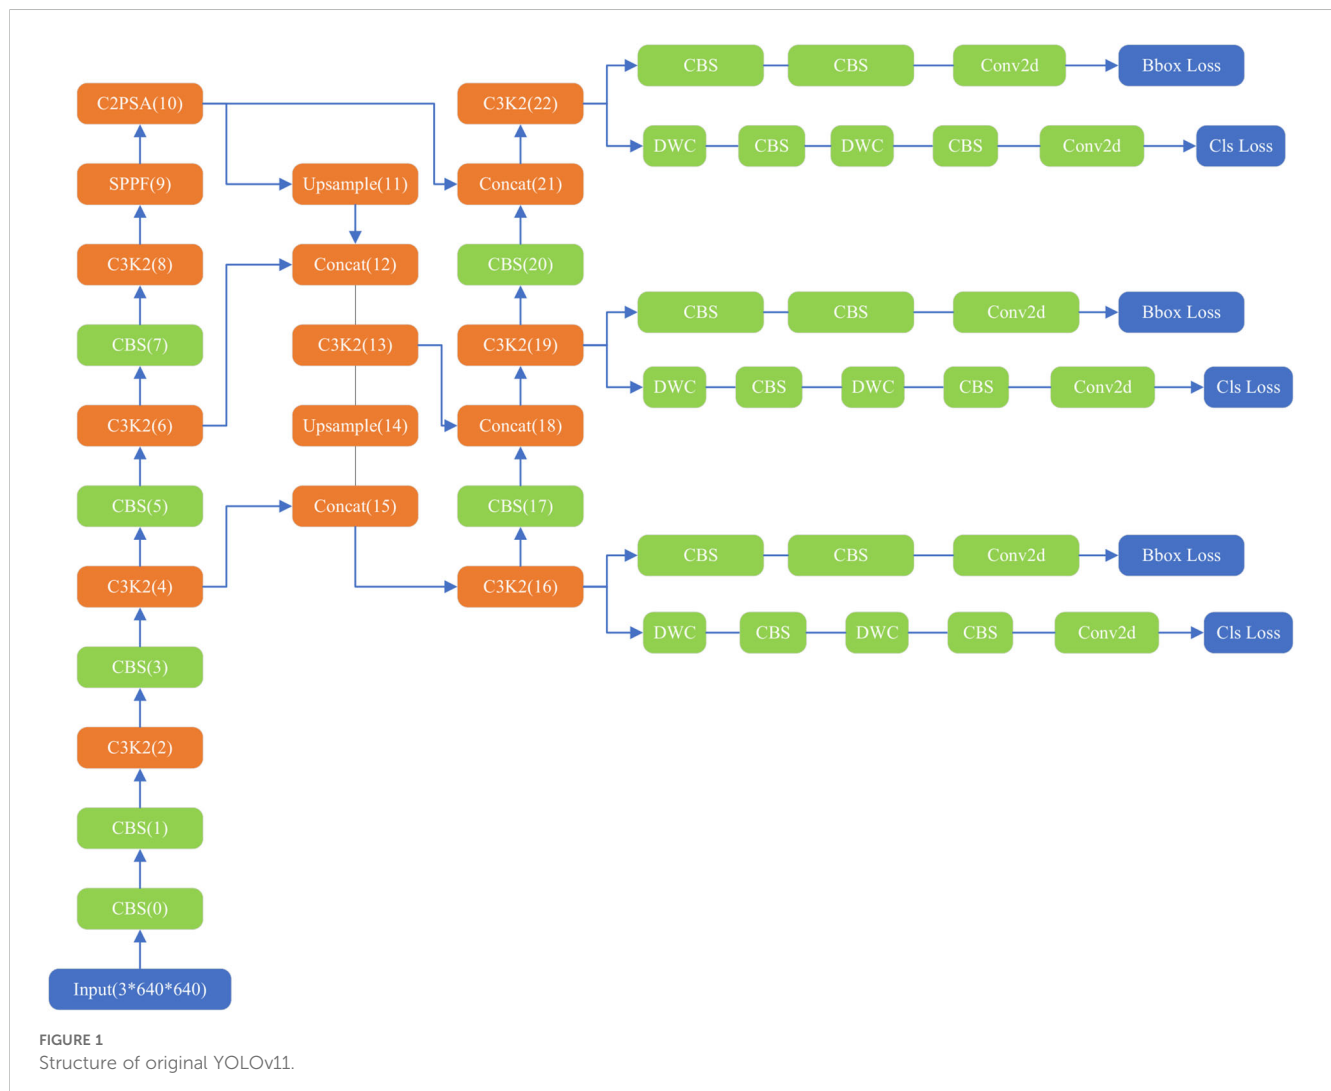 C2PSA(10)
SPPF(9)
C3K2(8)
CBS(7)
C3K2(6)
CBS(5)
C3K2(4)
CBS(3)
C3K2(2)
CBS(1)
CBS(0)
Input(3*640*640)
Upsample(11)
Concat(12)
C3K2(13)
Upsample(14)
Concat(15)
C3K2(22)
Concat(21)
CBS(20)
C3K2(19)
Concat(18)
CBS(17)
C3K2(16)
CBS CBS Conv2d Bbox Loss
DWC CBS DWC CBS Conv2d Cls Loss
CBS CBS Conv2d Bbox Loss
DWC CBS DWC CBS Conv2d Cls Loss
CBS CBS Conv2d Bbox Loss
DWC CBS DWC CBS Conv2d Cls Loss
FIGURE 1
Structure of original YOLOv11.